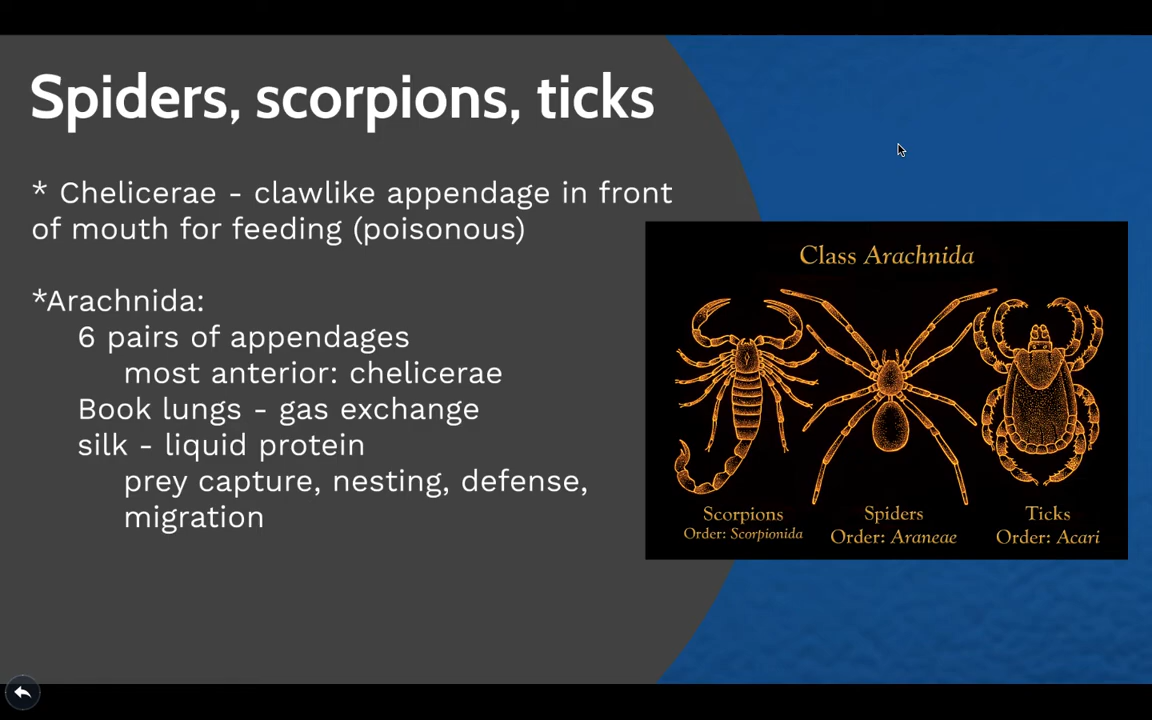 Spiders, scorpions, ticks
* Chelicerae - clawlike appendage in front
of mouth for feeding (poisonous)
*Arachnida:
6 pairs of appendages
most anterior: chelicerae
Book lungs - gas exchange
silk - liquid protein
prey capture, nesting, defense,
migration
Class Arachnida
Scorpions
Order: Scorpionida
Spiders
Order: Araneae
Ticks
Order: Acari